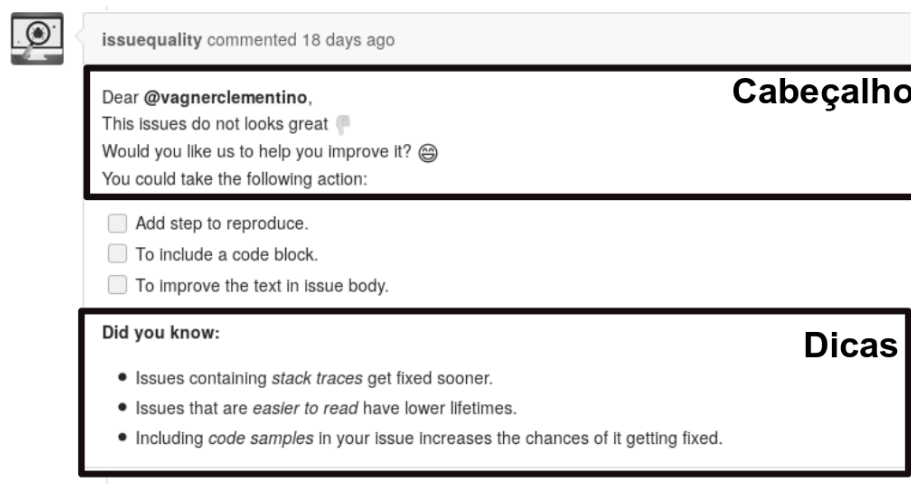 issuequality commented 18 days ago
Cabeçalho
Dear @vagnerclementino,
This issues do not looks great 👎
Would you like us to help you improve it? 😄
You could take the following action:
Add step to reproduce.
To include a code block.
To improve the text in issue body.
Did you know:
Dicas
Issues containing stack traces get fixed sooner.
Issues that are easier to read have lower lifetimes.
Including code samples in your issue increases the chances of it getting fixed.